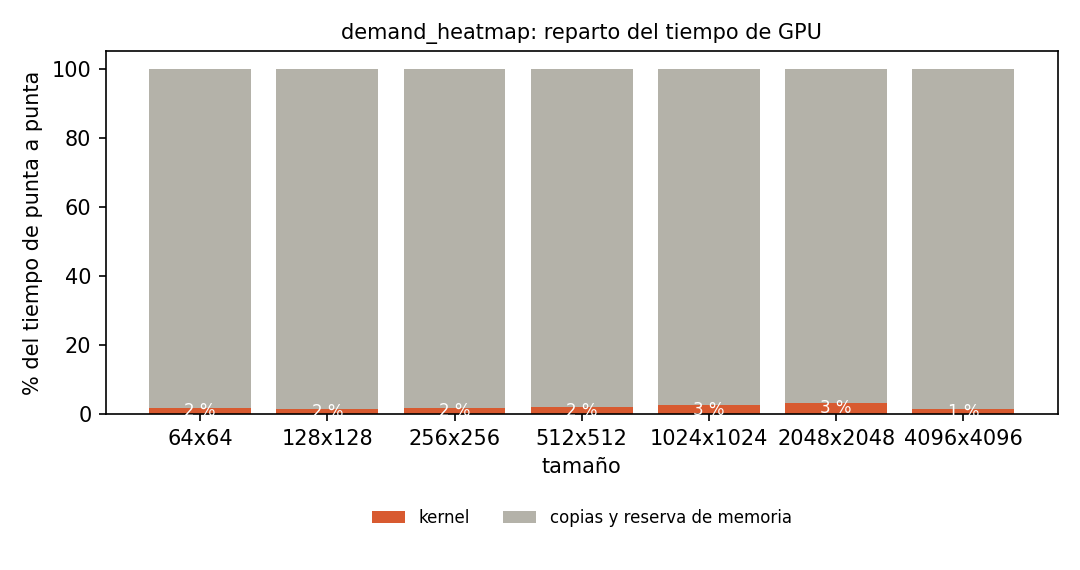 demand_heatmap: reparto del tiempo de GPU
% del tiempo de punta a punta
100
80
60
40
20
0
2 % 2 % 2 % 2 % 3 % 3 % 1 %
64x64 128x128 256x256 512x512 1024x1024 2048x2048 4096x4096
tamaño
kernel copias y reserva de memoria